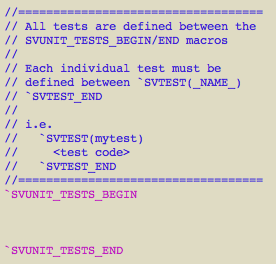 //===================================
// All tests are defined between the
// SVUNIT_TESTS_BEGIN/END macros
//
// Each individual test must be
// defined between `SVTEST(_NAME_)
// `SVTEST_END
//
// i.e.
//   `SVTEST(mytest)
//     <test code>
//   `SVTEST_END
//===================================
`SVUNIT_TESTS_BEGIN
`SVUNIT_TESTS_END